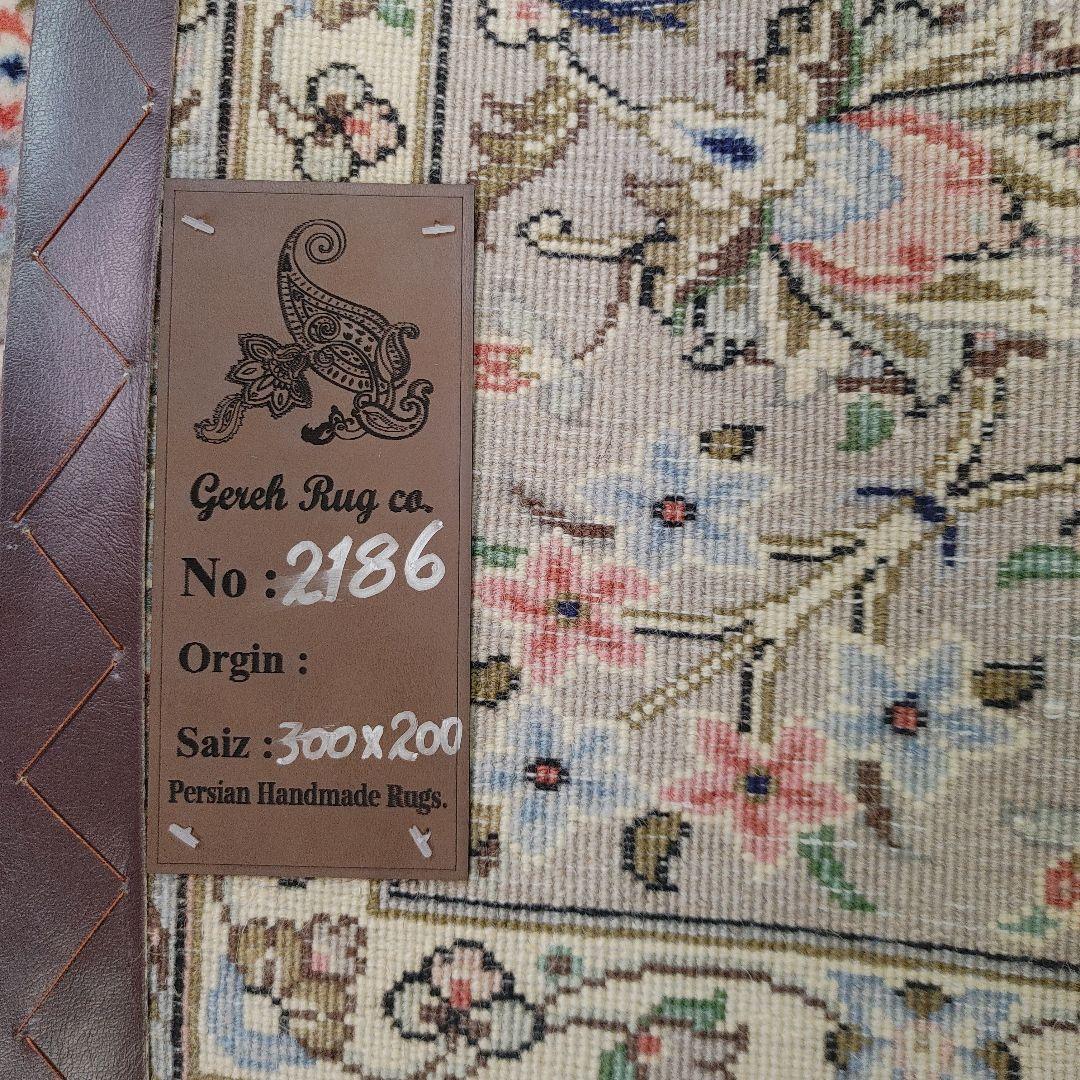 Gereh Rug co.
No : 2186
Orgin :
Saiz : 300x200
Persian Handmade Rugs.